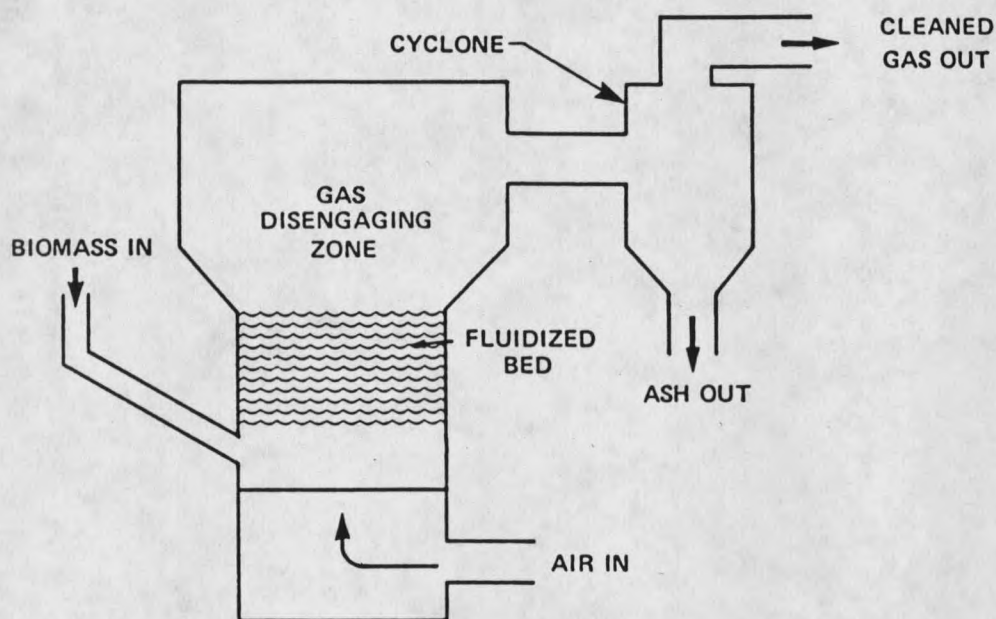 CYCLONE
CLEANED
GAS OUT
GAS
DISENGAGING
ZONE
BIOMASS IN
FLUIDIZED
BED
ASH OUT
AIR IN